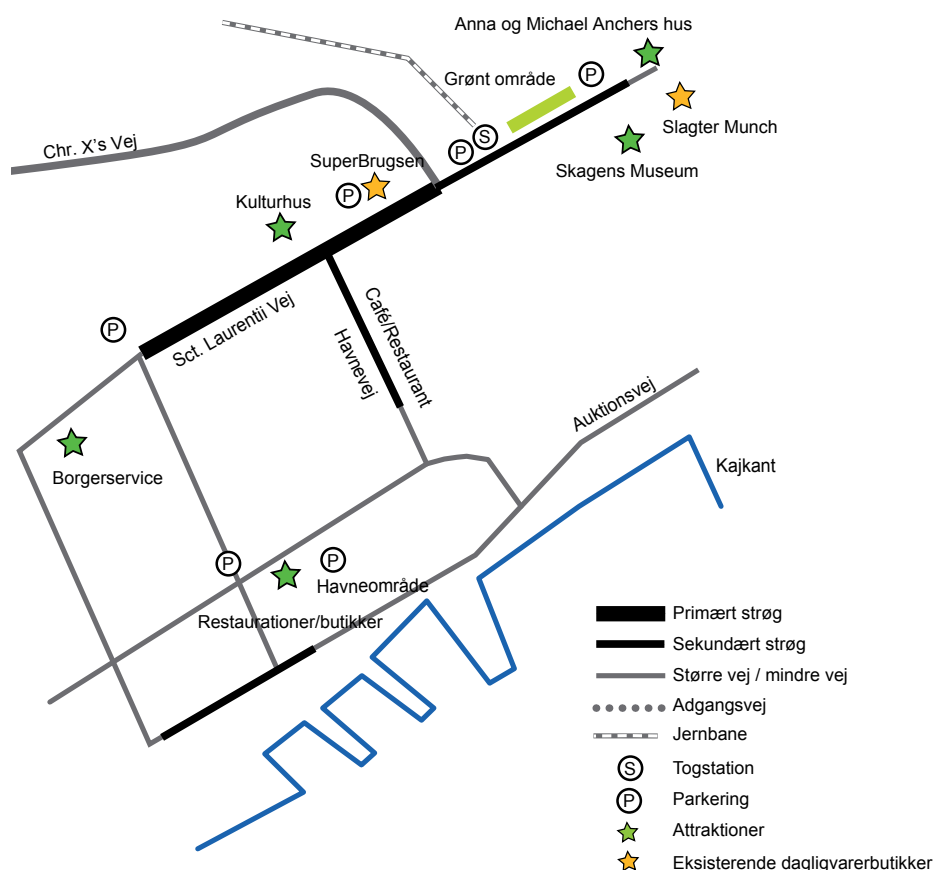 Anna og Michael Anchers hus
Grønt område
P
Chr. X's Vej
S
P
Slagter Munch
SuperBrugsen
Skagens Museum
P
Kulturhus
P
Sct. Laurentii Vej
Havnevej
Café/Restaurant
Auktionsvej
Borgerservice
Kajkant
P
P
Havneområde
Restaurationer/butikker
Primært strøg
Sekundært strøg
Større vej / mindre vej
Adgangsvej
Jernbane
S Togstation
P Parkering
Attraktioner
Eksisterende dagligvarerbutikker